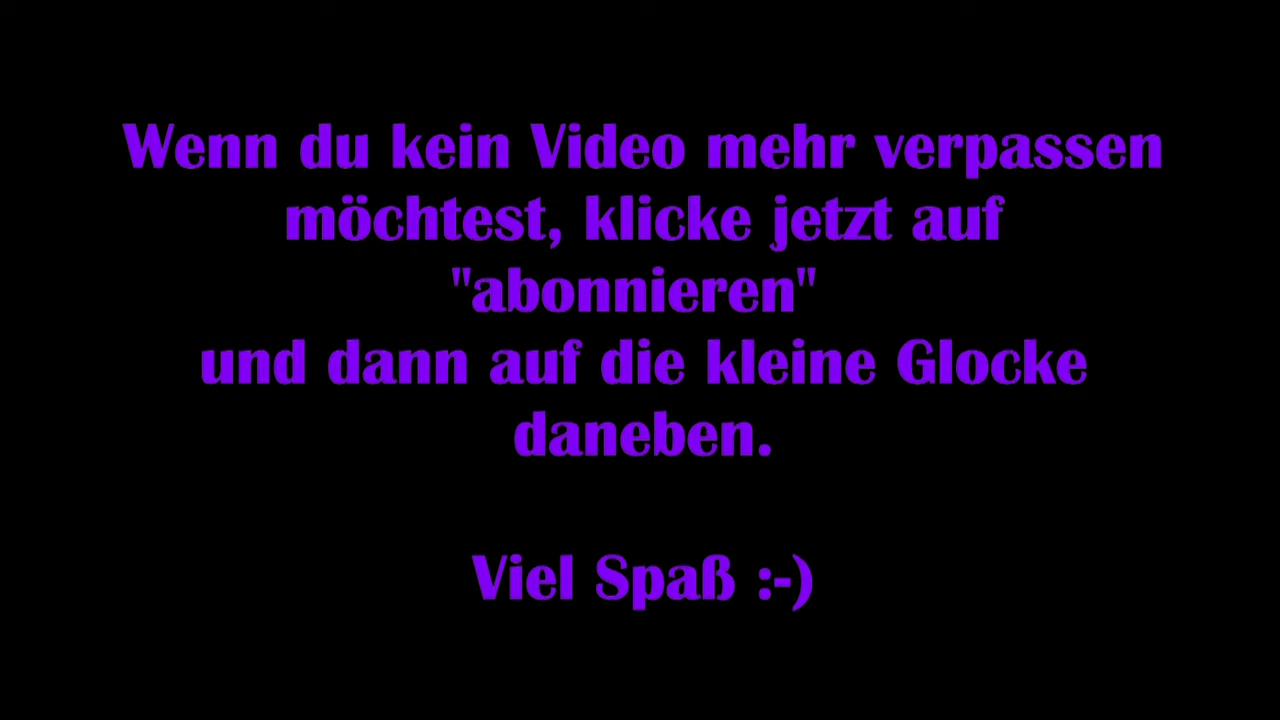 Wenn du kein Video mehr verpassen
möchtest, klicke jetzt auf
"abonnieren"
und dann auf die kleine Glocke
daneben.
Viel Spaß :-)